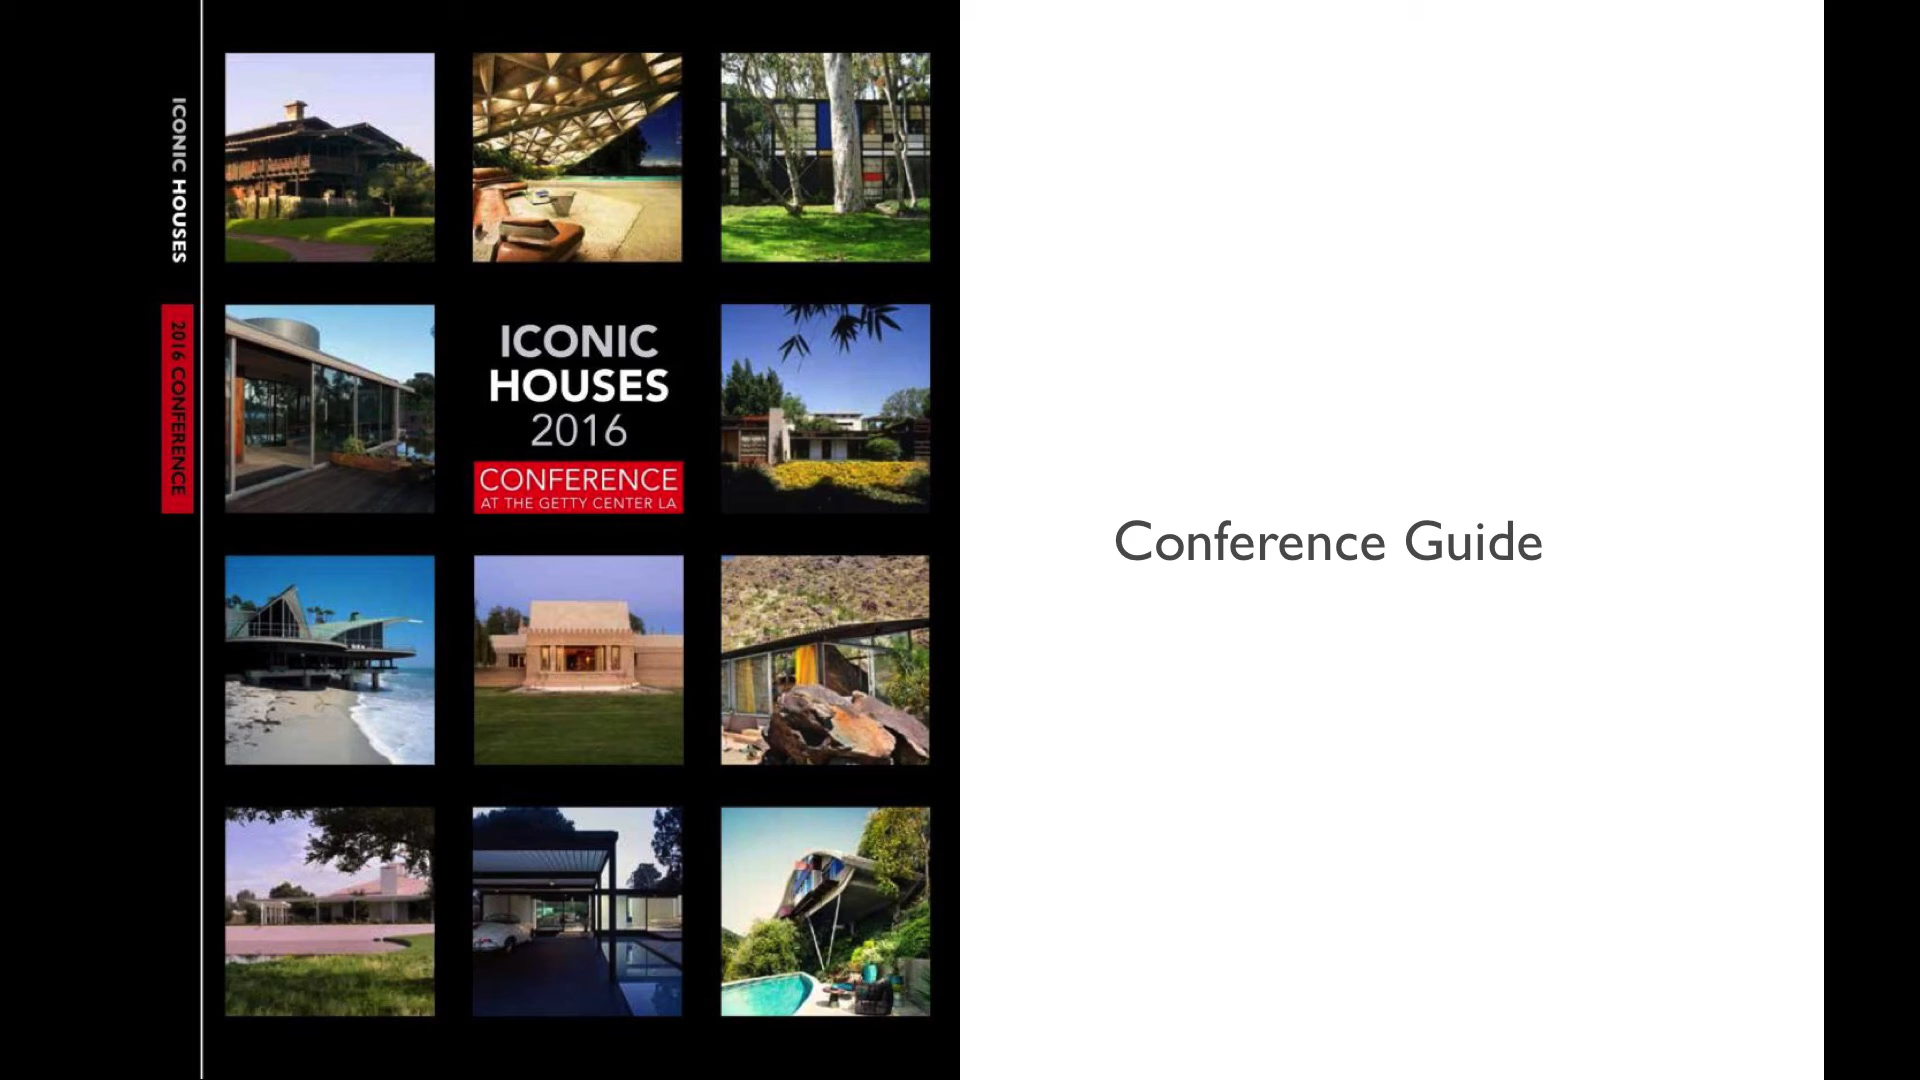 ICONIC HOUSES
2016 CONFERENCE
ICONIC
HOUSES
2016
CONFERENCE
AT THE GETTY CENTER LA
Conference Guide